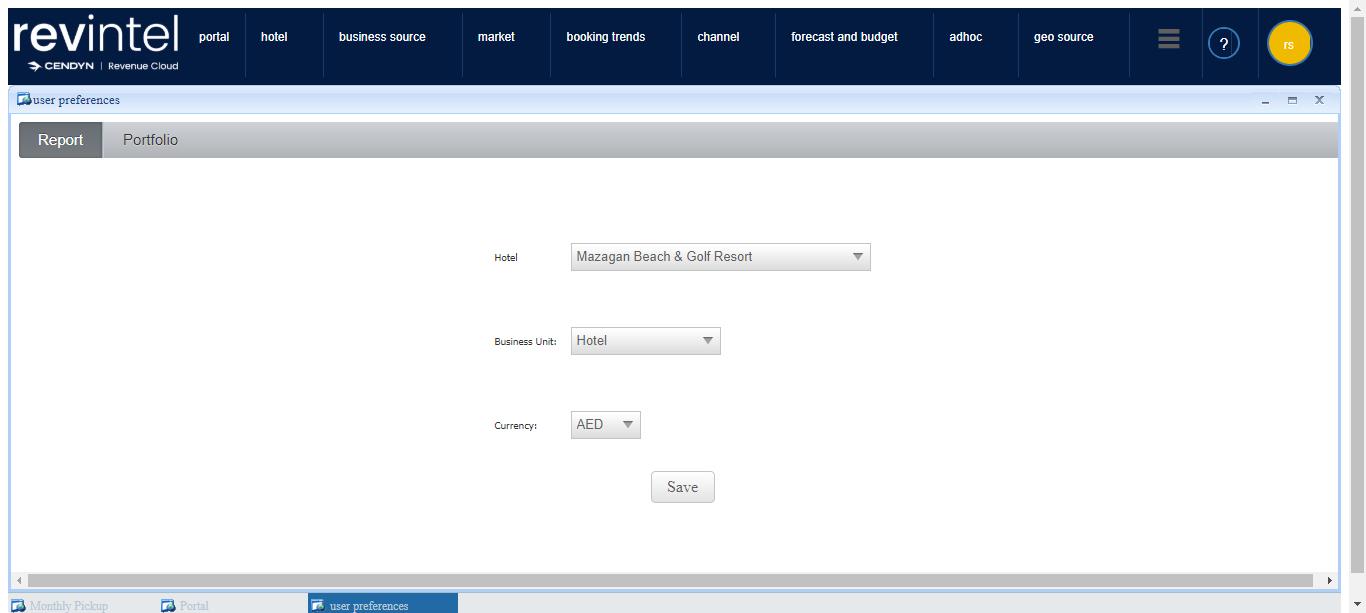 revintel
CENDYN | Revenue Cloud
portal hotel business source market booking trends channel forecast and budget adhoc geo source ? rs
user preferences
Report Portfolio
Hotel Mazagan Beach & Golf Resort
Business Unit: Hotel
Currency: AED
Save
Monthly Pickup Portal user preferences